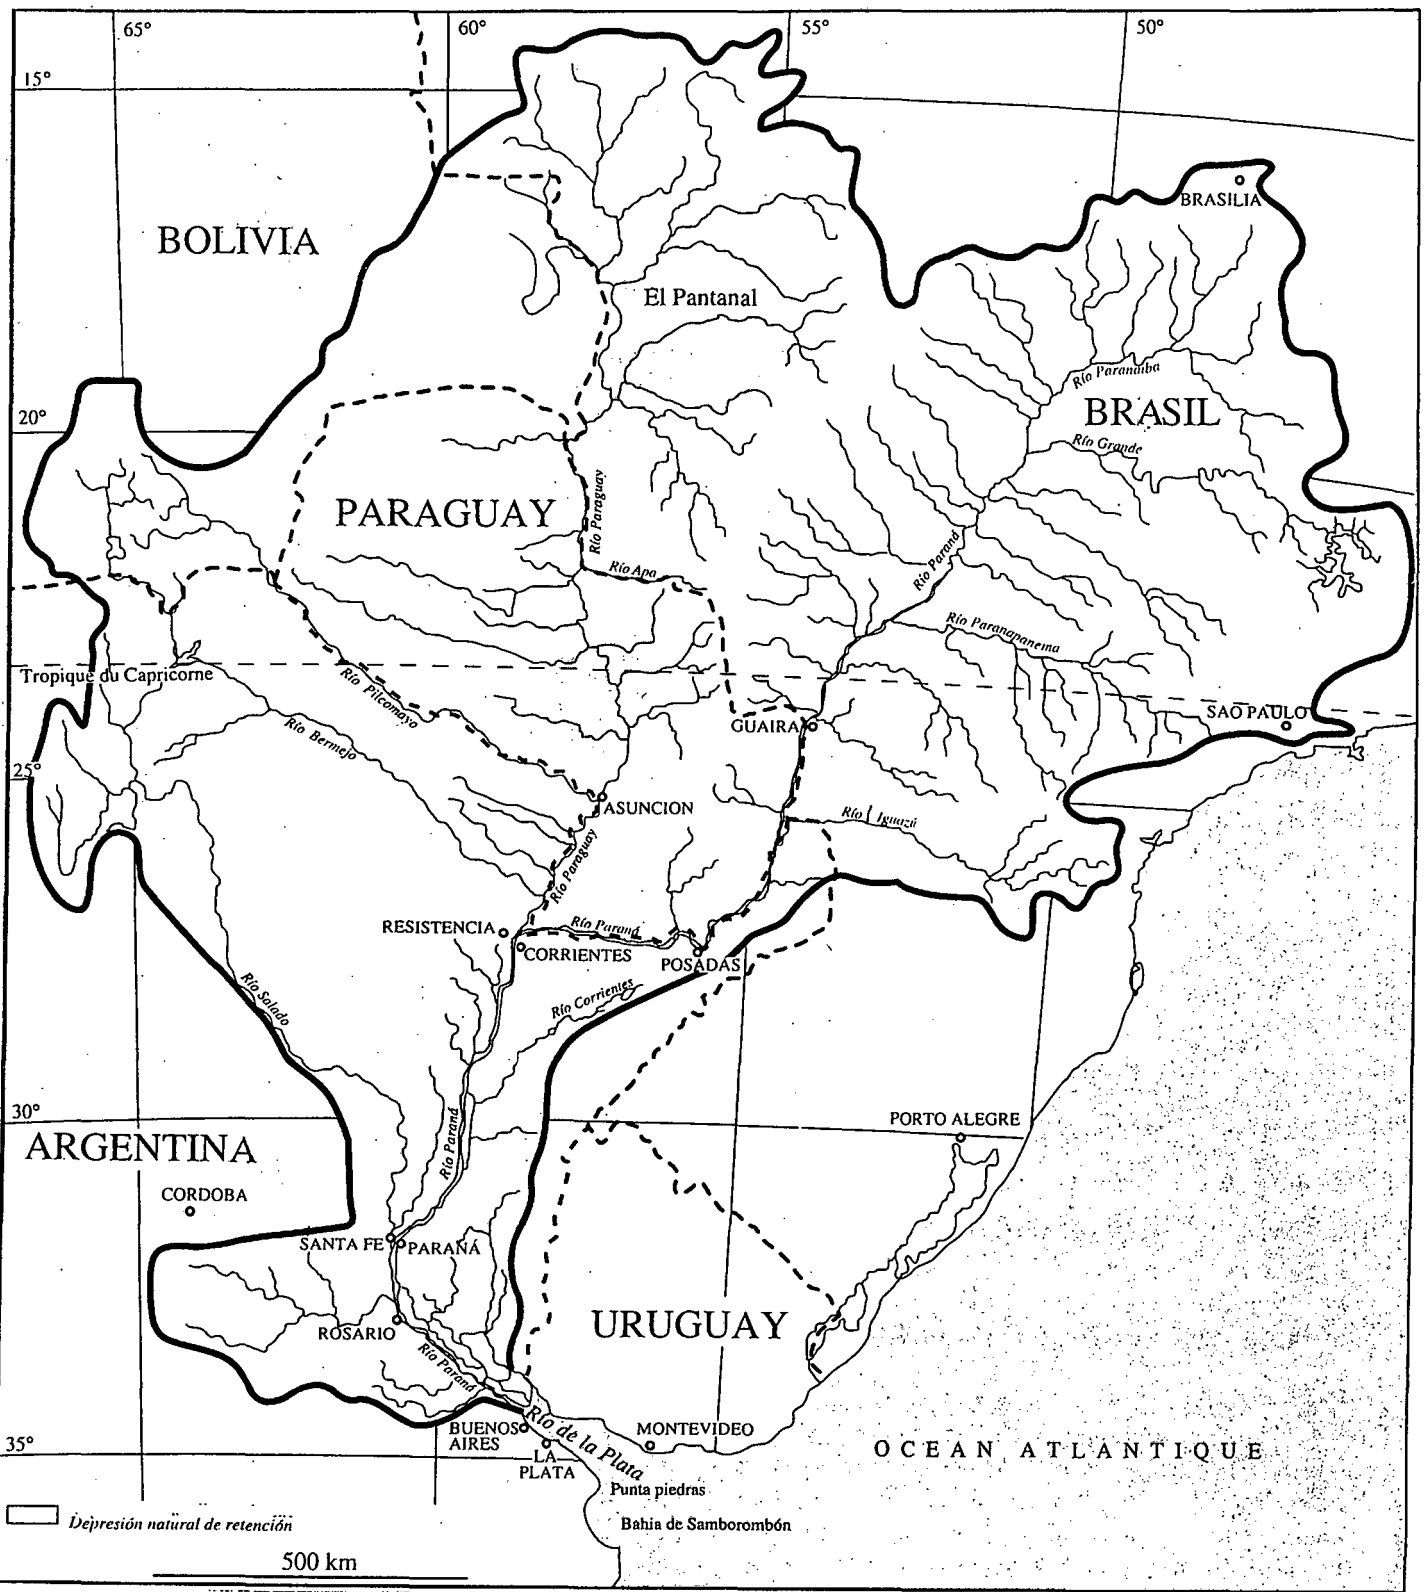 65°
60°
55°
50°
15°
BRASILIA
BOLIVIA
El Pantanal
Río Paranaiba
20°
BRASIL
Río Grande
PARAGUAY
Río Paraguay
Río Paraná
Río Apa
Río Paranapanema
Tropique du Capricorne
Río Pilcomayo
SAO PAULO
GUAIRA
Río Bermejo
25°
ASUNCION
Río Iguazú
Río Paraguay
RESISTENCIA
Río Paraná
CORRIENTES
POSADAS
Río Salado
Río Corrientes
30°
PORTO ALEGRE
ARGENTINA
Río Paraná
CORDOBA
SANTA FE
PARANÁ
ROSARIO
URUGUAY
Río Paraná
BUENOS
AIRES
Río de la Plata
MONTEVIDEO
OCEAN ATLANTIQUE
35°
LA
PLATA
Punta piedras
Depresión natural de retención
Bahia de Samborombón
500 km